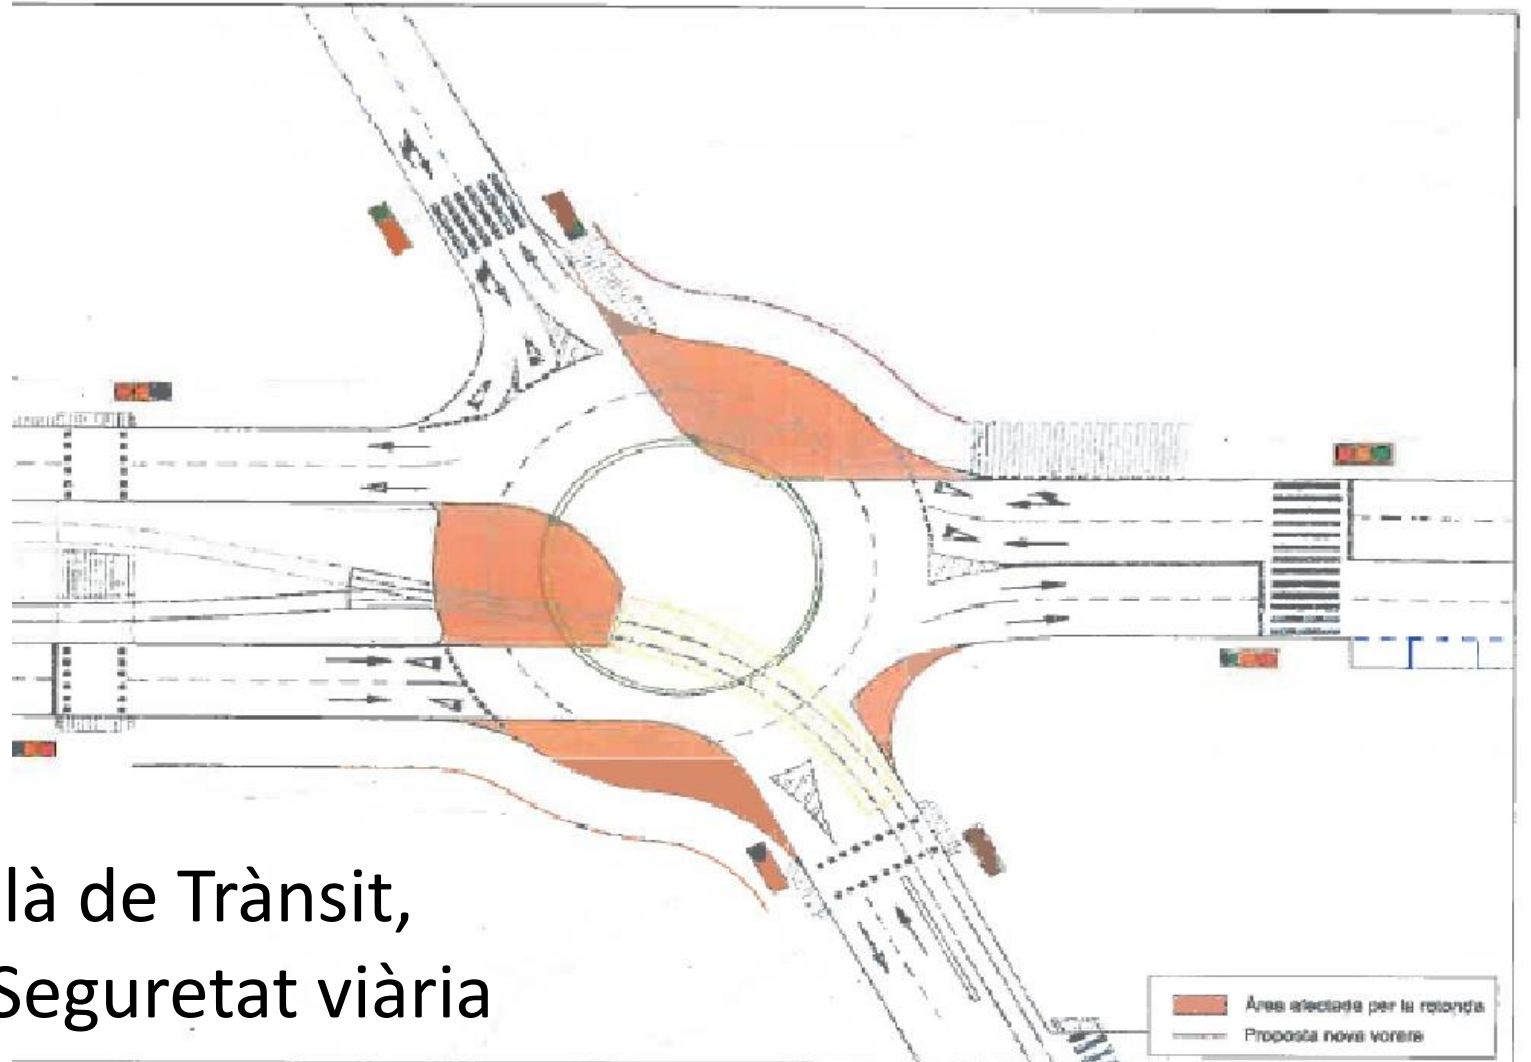 là de Trànsit,
Seguretat viària
Àrea afectada per la rotonda
Proposta nova vorera